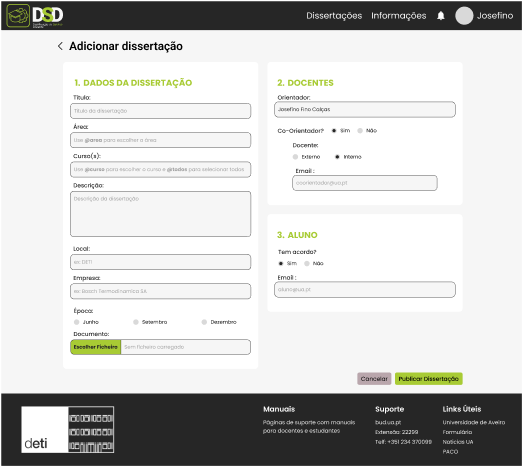 DSD
Dissertações
Informações
Josefino
Adicionar dissertação
1. DADOS DA DISSERTAÇÃO
Título:
Título da dissertação
Área:
Use @area para escolher a área
Curso(s):
Use @curso para escolher o curso e @todos para selecionar todos
Descrição:
Descrição da dissertação
Local:
ex: DETI
Empresa:
ex: Bosch Termodinamica SA.
Época:
Junho
Setembro
Dezembro
Documento:
Escolher Ficheiro
Sem ficheiro carregado
2. DOCENTES
Orientador:
Josefino Fino Calças
Co-Orientador?
Sim
Não
Docente:
Externo
Interno
Email :
coorientador@ua.pt
3. ALUNO
Tem acordo?
Sim
Não
Email :
aluno@ua.pt
Cancelar
Publicar Dissertação
deti
Manuais
Páginas de suporte com manuais
para docentes e estudantes
Suporte
bud.ua.pt
Extensão: 22299
Telf: +351 234 370099
Links Úteis
Universidade de Aveiro
Formulário
Notícias UA
PACO